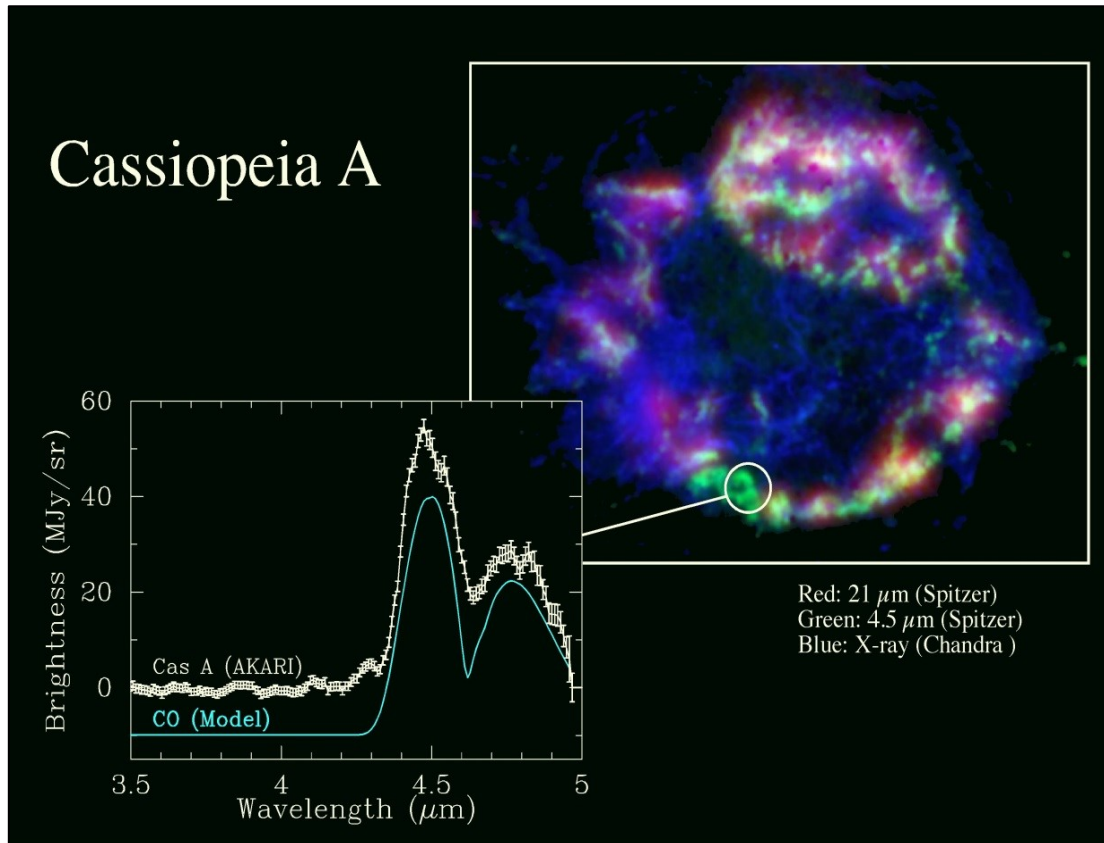 Cassiopeia A
60
40
20
0
Brightness (MJy/sr)
Cas A (AKARI)
CO (Model)
3.5 4 4.5 5
Wavelength (μm)
Red: 21 μm (Spitzer)
Green: 4.5 μm (Spitzer)
Blue: X-ray (Chandra )